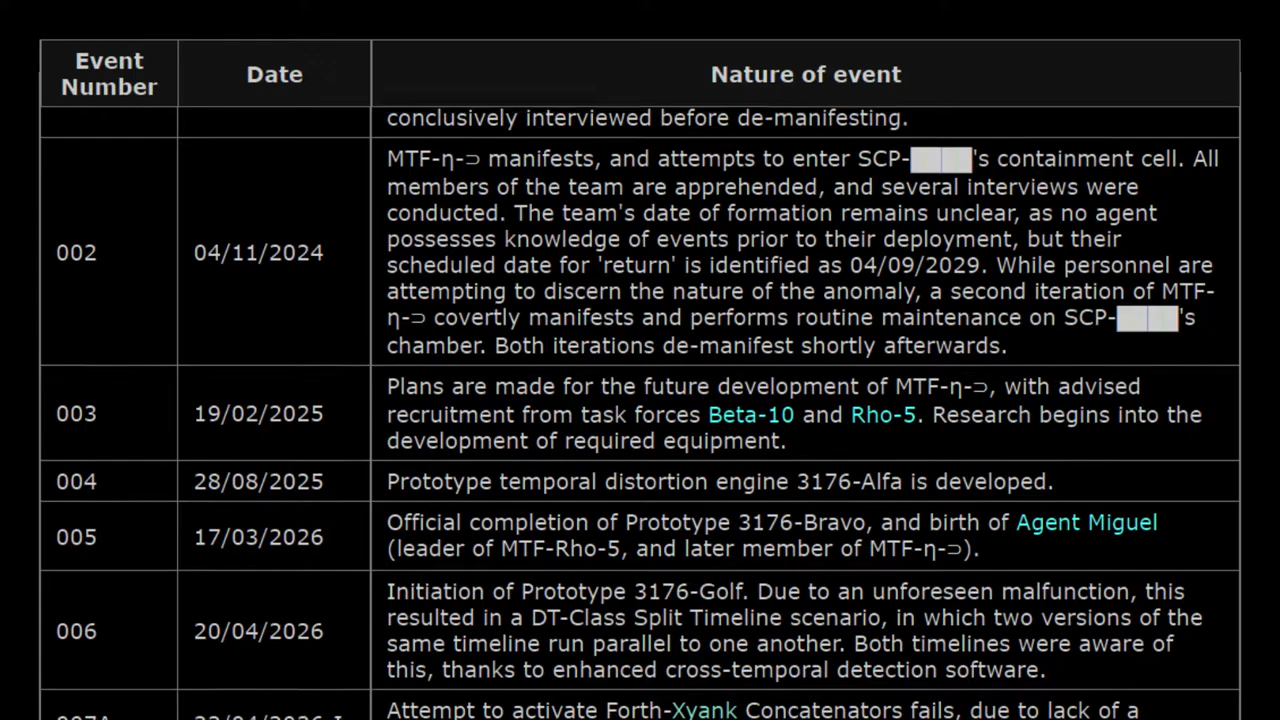 Event
Number
Date
Nature of event
conclusively interviewed before de-manifesting.
002
04/11/2024
MTF-η-⊃ manifests, and attempts to enter SCP-████'s containment cell. All
members of the team are apprehended, and several interviews were
conducted. The team's date of formation remains unclear, as no agent
possesses knowledge of events prior to their deployment, but their
scheduled date for 'return' is identified as 04/09/2029. While personnel are
attempting to discern the nature of the anomaly, a second iteration of MTF-
η-⊃ covertly manifests and performs routine maintenance on SCP-████'s
chamber. Both iterations de-manifest shortly afterwards.
003
19/02/2025
Plans are made for the future development of MTF-η-⊃, with advised
recruitment from task forces Beta-10 and Rho-5. Research begins into the
development of required equipment.
004
28/08/2025
Prototype temporal distortion engine 3176-Alfa is developed.
005
17/03/2026
Official completion of Prototype 3176-Bravo, and birth of Agent Miguel
(leader of MTF-Rho-5, and later member of MTF-η-⊃).
006
20/04/2026
Initiation of Prototype 3176-Golf. Due to an unforeseen malfunction, this
resulted in a DT-Class Split Timeline scenario, in which two versions of the
same timeline run parallel to one another. Both timelines were aware of
this, thanks to enhanced cross-temporal detection software.
Attempt to activate Forth-Xyank Concatenators fails, due to lack of a